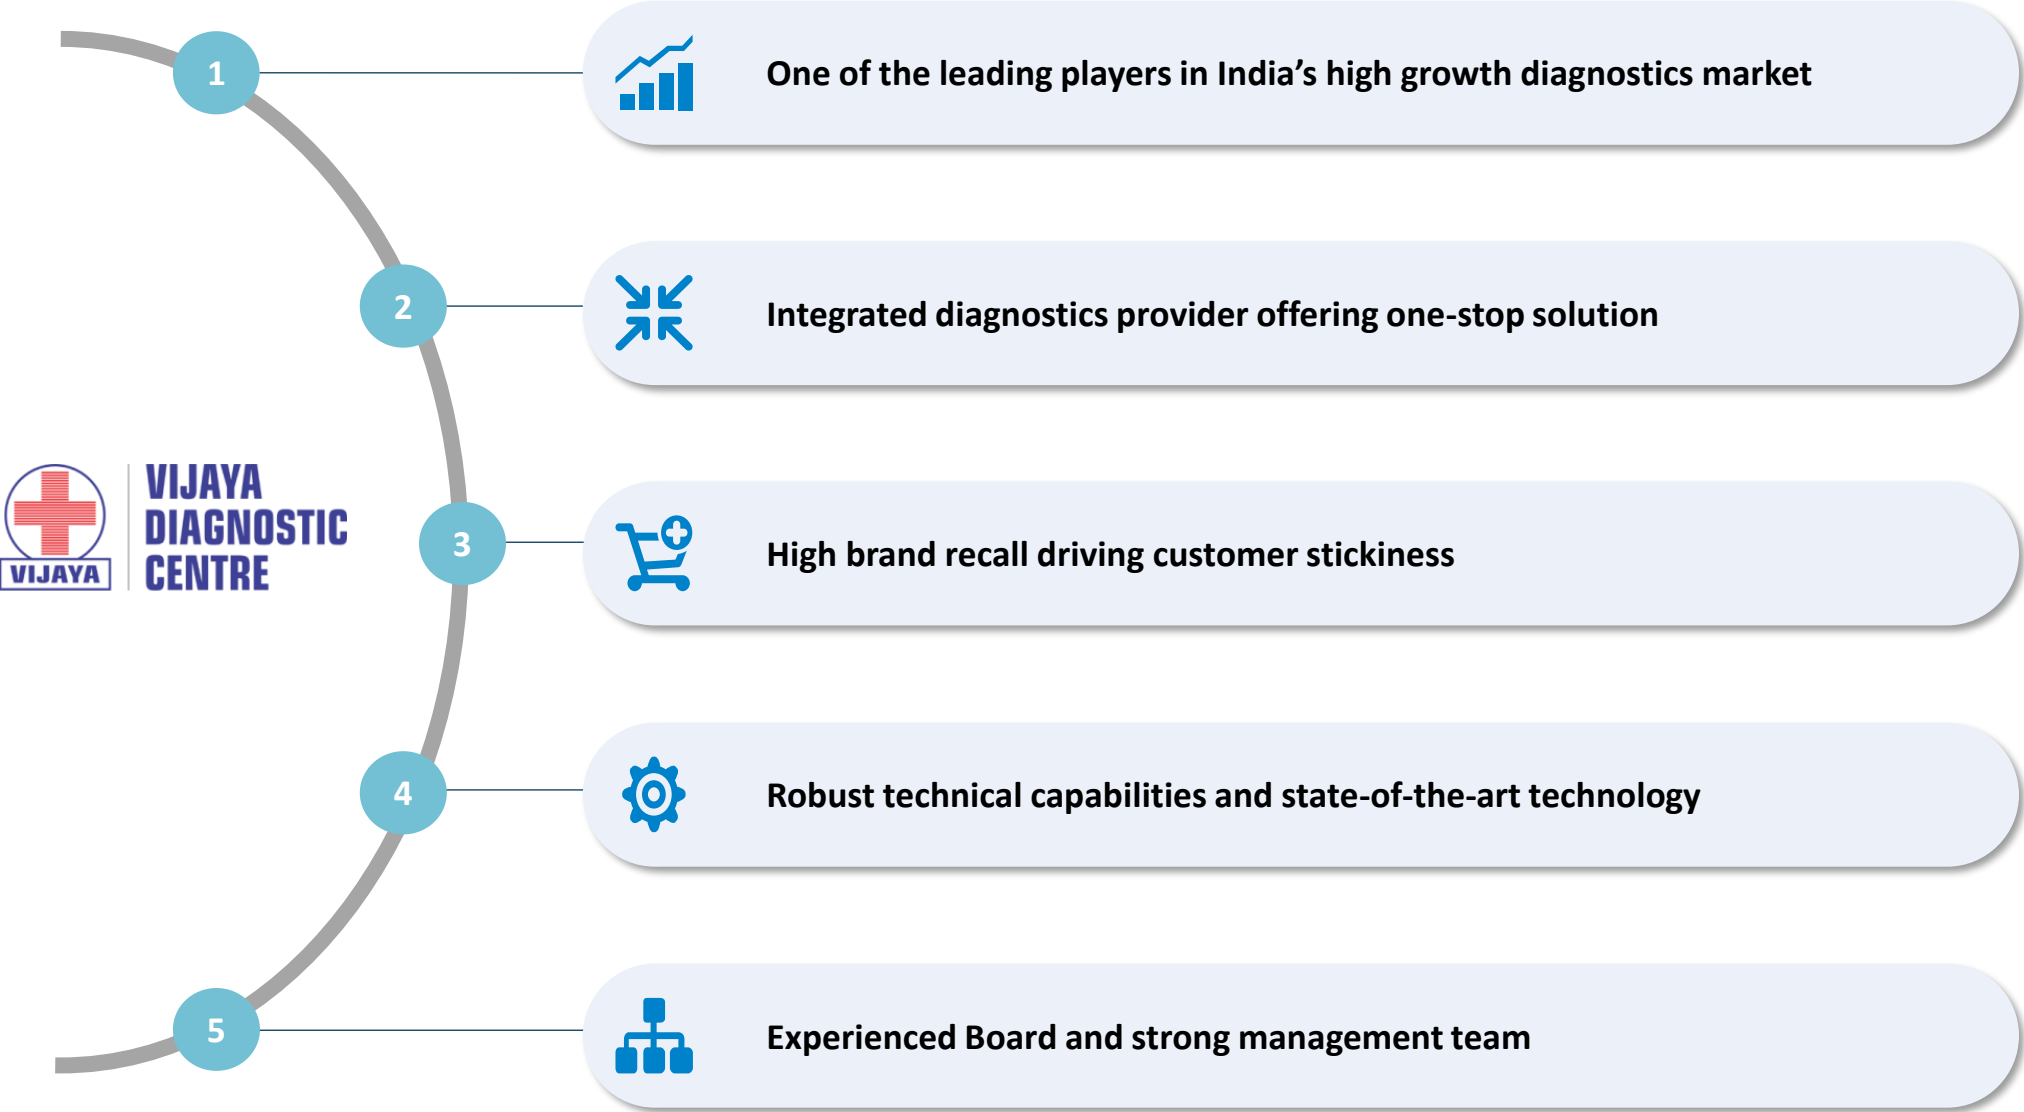 1
One of the leading players in India’s high growth diagnostics market
2
Integrated diagnostics provider offering one-stop solution
VIJAYA
VIJAYA
DIAGNOSTIC
CENTRE
3
High brand recall driving customer stickiness
4
Robust technical capabilities and state-of-the-art technology
5
Experienced Board and strong management team